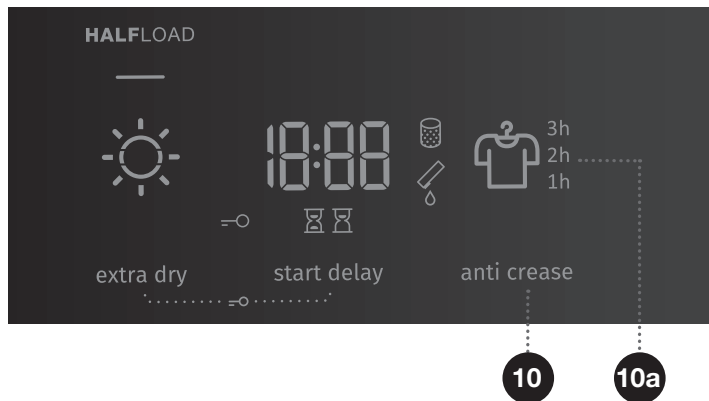 HALFLOAD
18:88
3h
2h
1h
extra dry
start delay
anti crease
10
10a